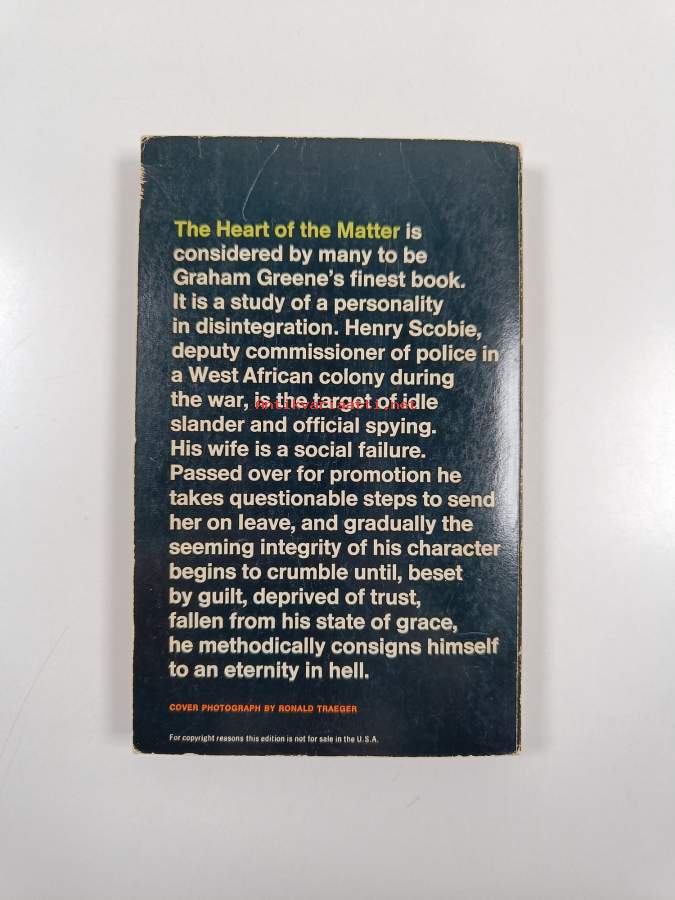 The Heart of the Matter is
considered by many to be
Graham Greene's finest book.
It is a study of a personality
in disintegration. Henry Scobie,
deputy commissioner of police in
a West African colony during
the war, is the target of idle
Antikvariaatti.net
slander and official spying.
His wife is a social failure.
Passed over for promotion he
takes questionable steps to send
her on leave, and gradually the
seeming integrity of his character
begins to crumble until, beset
by guilt, deprived of trust,
fallen from his state of grace,
he methodically consigns himself
to an eternity in hell.
COVER PHOTOGRAPH BY RONALD TRAEGER
For copyright reasons this edition is not for sale in the U.S.A.